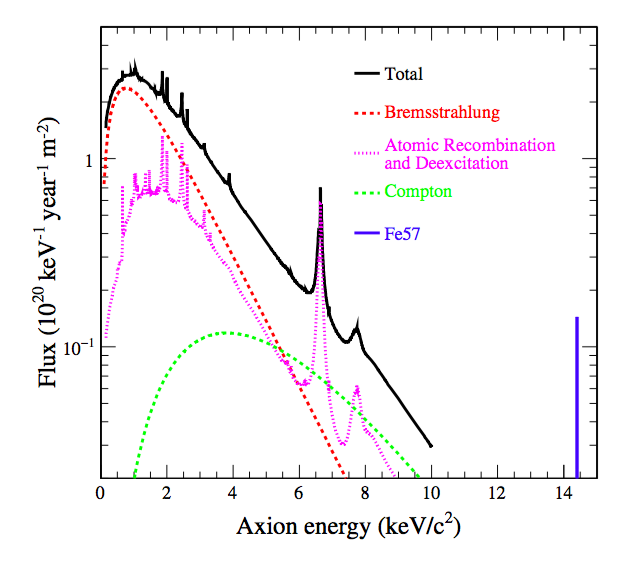 Total
Bremsstrahlung
Atomic Recombination
and Deexcitation
Compton
Fe57
Flux (10²⁰ keV⁻¹ year⁻¹ m⁻²)
1
10⁻¹
0 2 4 6 8 10 12 14
Axion energy (keV/c²)